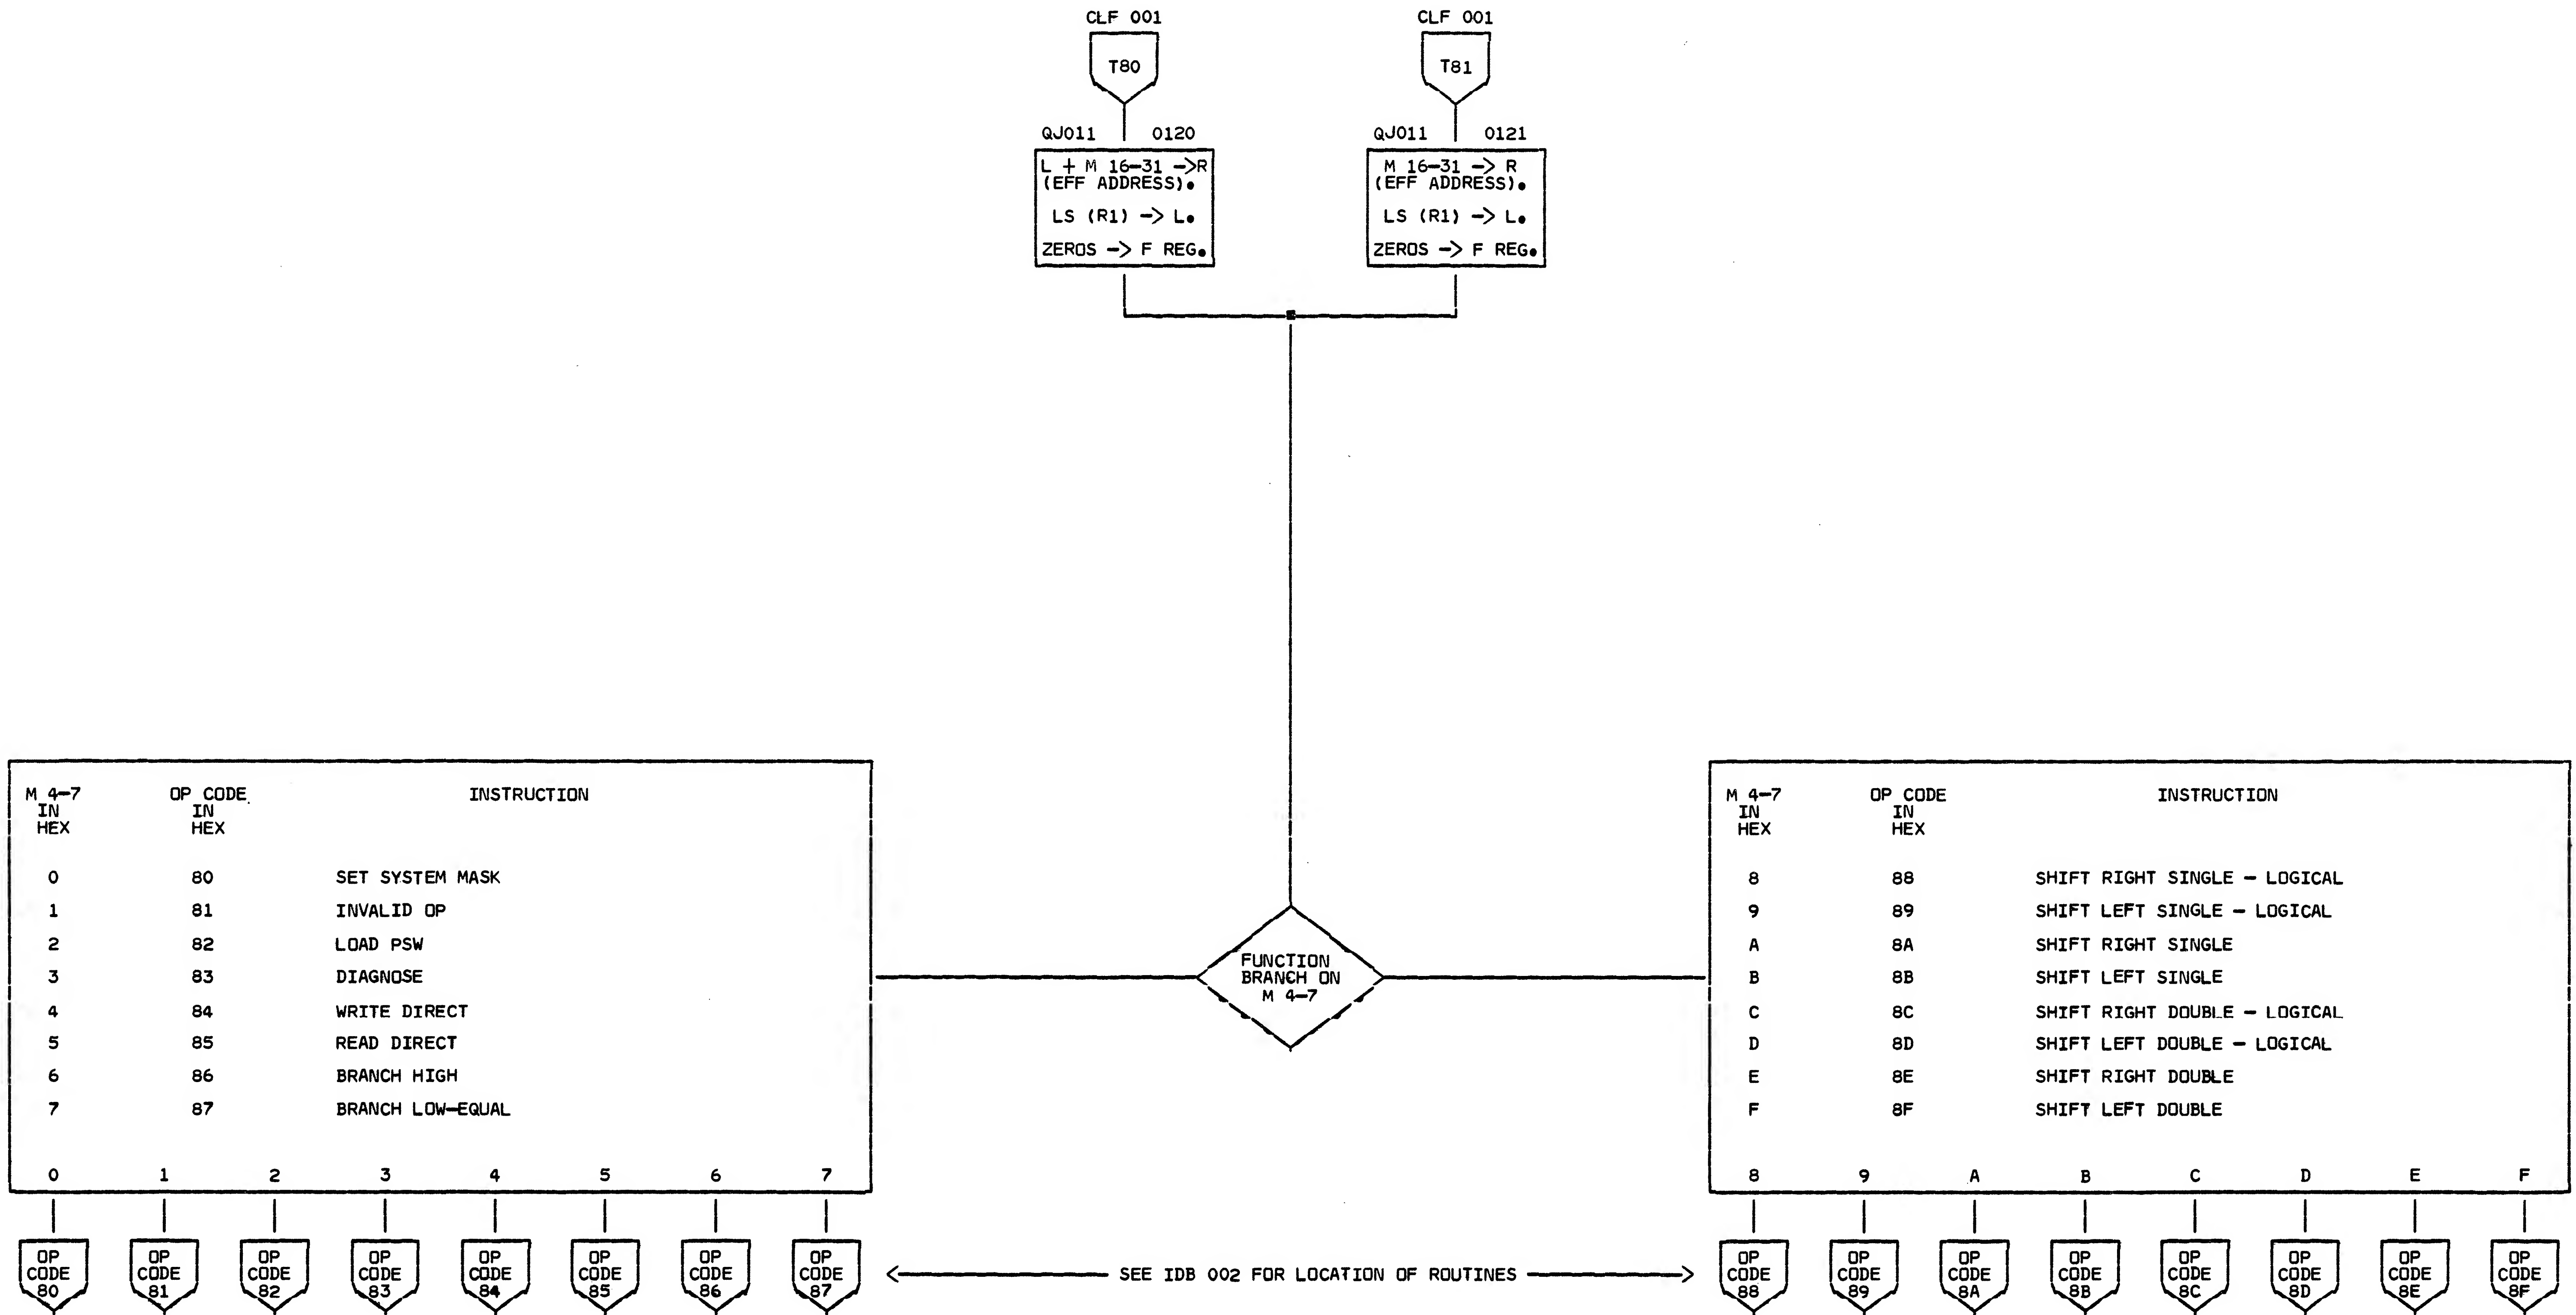 CLF 001
T80
QJ011 0120
L + M 16-31 ->R
(EFF ADDRESS).
LS (R1) -> L.
ZEROS -> F REG.
CLF 001
T81
QJ011 0121
M 16-31 -> R
(EFF ADDRESS).
LS (R1) -> L.
ZEROS -> F REG.
FUNCTION
BRANCH ON
M 4-7
M 4-7 OP CODE INSTRUCTION
IN IN
HEX HEX
0 80 SET SYSTEM MASK
1 81 INVALID OP
2 82 LOAD PSW
3 83 DIAGNOSE
4 84 WRITE DIRECT
5 85 READ DIRECT
6 86 BRANCH HIGH
7 87 BRANCH LOW-EQUAL
0 1 2 3 4 5 6 7
M 4-7 OP CODE INSTRUCTION
IN IN
HEX HEX
8 88 SHIFT RIGHT SINGLE - LOGICAL
9 89 SHIFT LEFT SINGLE - LOGICAL
A 8A SHIFT RIGHT SINGLE
B 8B SHIFT LEFT SINGLE
C 8C SHIFT RIGHT DOUBLE - LOGICAL
D 8D SHIFT LEFT DOUBLE - LOGICAL
E 8E SHIFT RIGHT DOUBLE
F 8F SHIFT LEFT DOUBLE
8 9 A B C D E F
OP
CODE
80
OP
CODE
81
OP
CODE
82
OP
CODE
83
OP
CODE
84
OP
CODE
85
OP
CODE
86
OP
CODE
87
<--- SEE IDB 002 FOR LOCATION OF ROUTINES --->
OP
CODE
88
OP
CODE
89
OP
CODE
8A
OP
CODE
8B
OP
CODE
8C
OP
CODE
8D
OP
CODE
8E
OP
CODE
8F